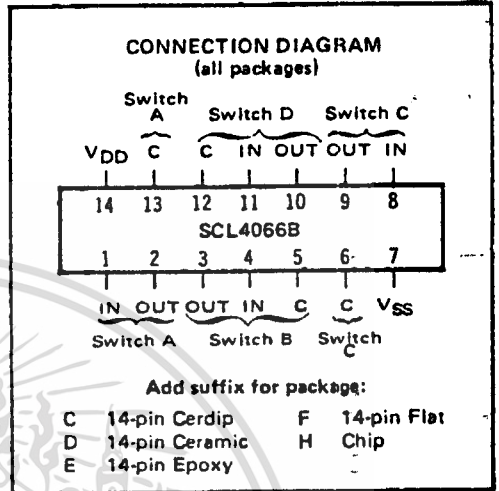 CONNECTION DIAGRAM
(all packages)
Switch A Switch D Switch C
VDD C C IN OUT OUT IN
14 13 12 11 10 9 8
SCL4066B
1 2 3 4 5 6 7
IN OUT OUT IN C C VSS
Switch A Switch B Switch C
Add suffix for package:
C 14-pin Cerdip F 14-pin Flat
D 14-pin Ceramic H Chip
E 14-pin Epoxy